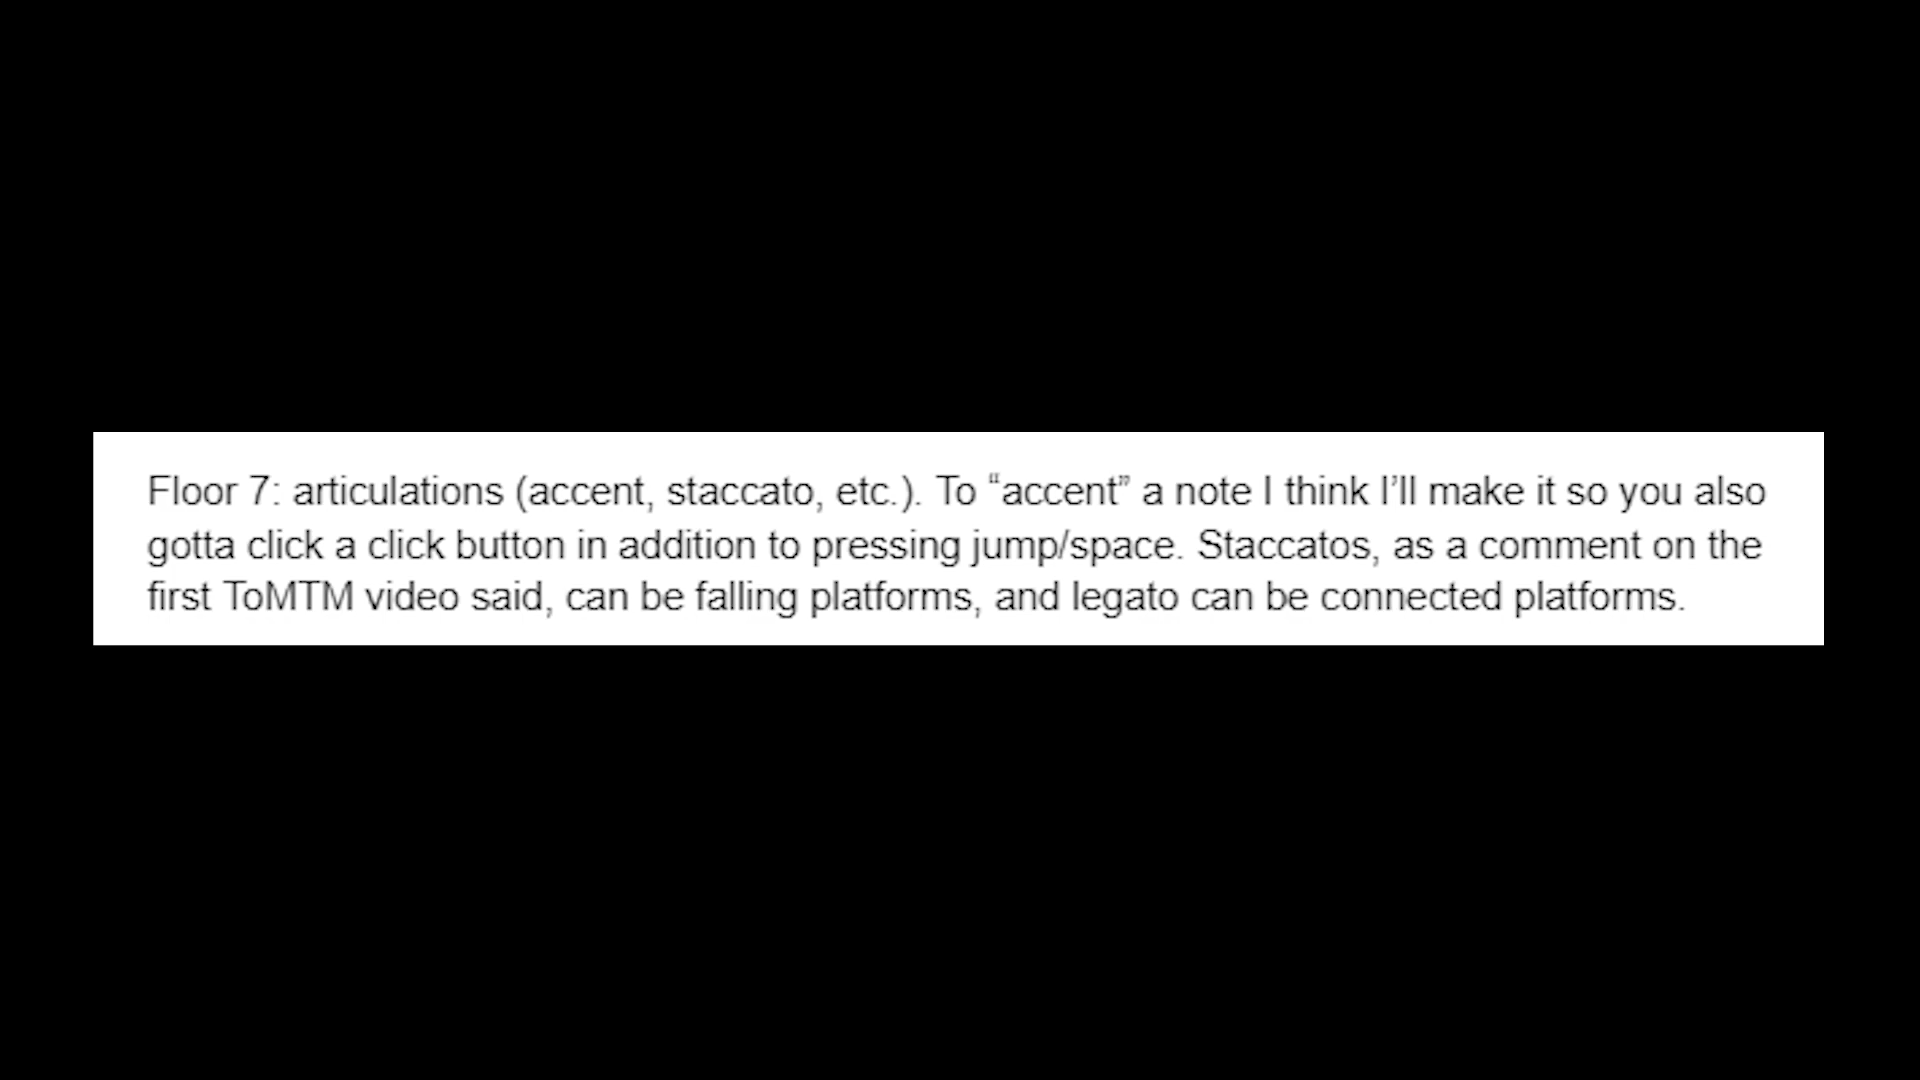 Floor 7: articulations (accent, staccato, etc.). To “accent” a note I think I’ll make it so you also
gotta click a click button in addition to pressing jump/space. Staccatos, as a comment on the
first ToMTM video said, can be falling platforms, and legato can be connected platforms.